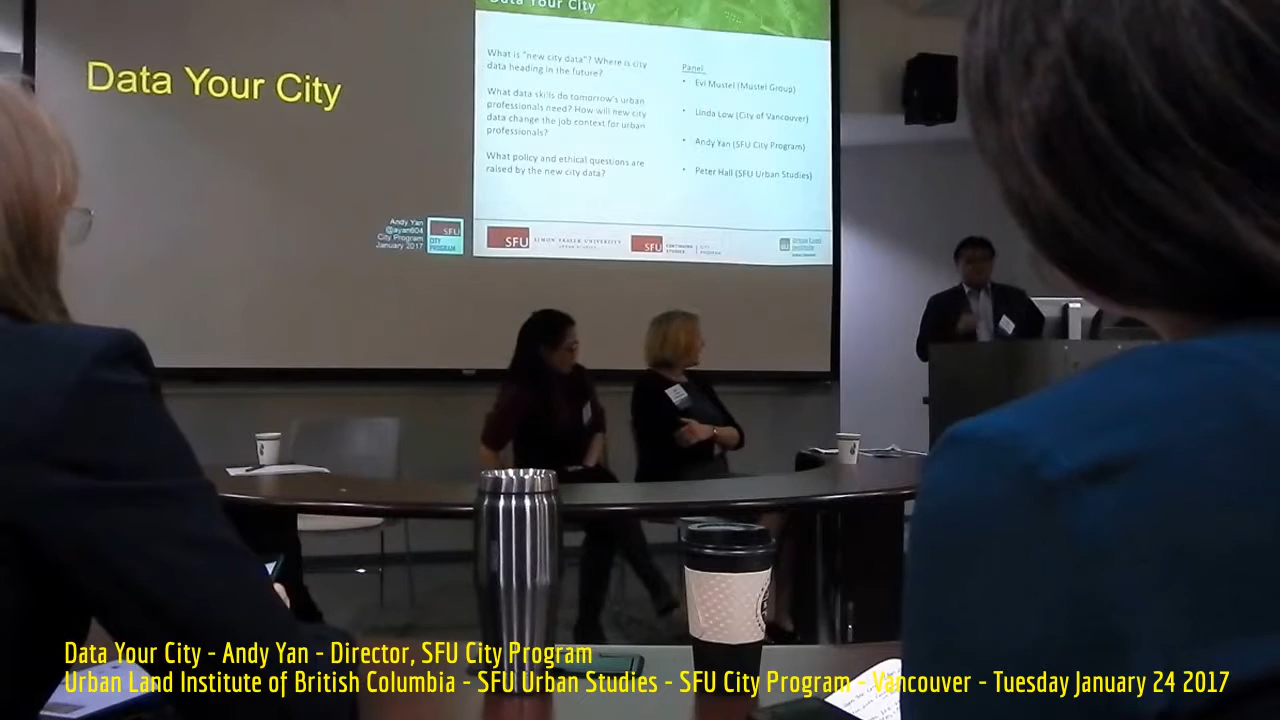 Data Your City
Data Your City
What is "new city data"? Where is city
data heading in the future?
What data skills do tomorrow's urban
professionals need? How will new city
data change the job context for urban
professionals?
What policy and ethical questions are
raised by the new city data?
Panel
• Evi Mustel (Mustel Group)
• Linda Low (City of Vancouver)
• Andy Yan (SFU City Program)
• Peter Hall (SFU Urban Studies)
Andy Yan
@ayan604
City Program
January 2017
SFU
CITY
PROGRAM
SFU SIMON FRASER UNIVERSITY
URBAN STUDIES
SFU CONTINUING
STUDIES
CITY
PROGRAM
Urban Land
Institute
Data Your City - Andy Yan - Director, SFU City Program
Urban Land Institute of British Columbia - SFU Urban Studies - SFU City Program - Vancouver - Tuesday January 24 2017